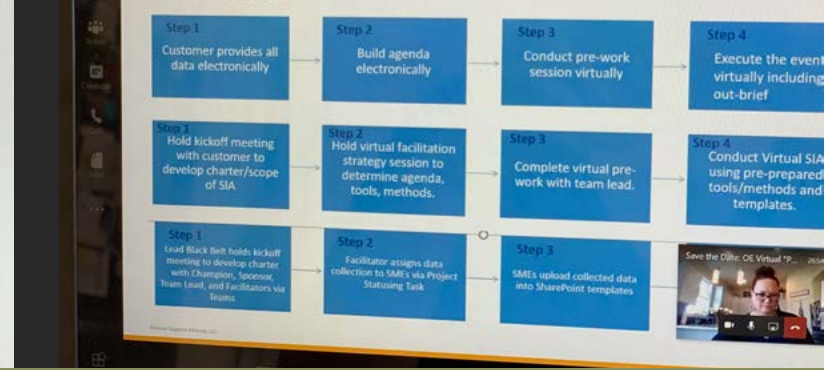 Step 1
Customer provides all
data electronically
Step 2
Build agenda
electronically
Step 3
Conduct pre-work
session virtually
Step 4
Execute the event
virtually including
out-brief
Step 1
Hold kickoff meeting
with customer to
develop charter/scope
of SIA
Step 2
Hold virtual facilitation
strategy session to
determine agenda,
tools, methods.
Step 3
Complete virtual pre-
work with team lead.
Step 4
Conduct Virtual SIA
using pre-prepared
tools/methods and
templates.
Step 1
Lead Black Belt holds kickoff
meeting to develop charter
with Champion, Sponsor,
Team Lead, and Facilitators via
Teams
Step 2
Facilitator assigns data
collection to SMEs via Project
Statusing Task
Step 3
SMEs upload collected data
into SharePoint templates
Save the Date: OE Virtual "P...